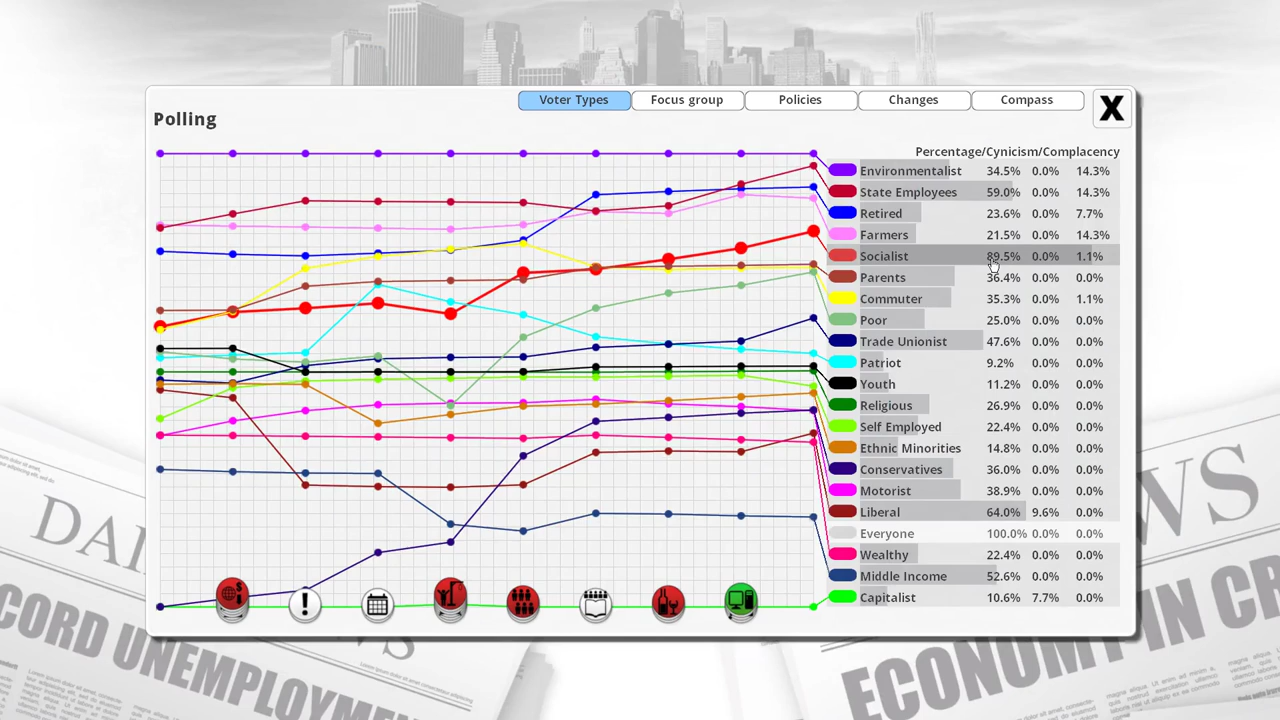 Voter Types Focus group Policies Changes Compass
X
Polling
Percentage/Cynicism/Complacency
Environmentalist 34.5% 0.0% 14.3%
State Employees 59.0% 0.0% 14.3%
Retired 23.6% 0.0% 7.7%
Farmers 21.5% 0.0% 14.3%
Socialist 89.5% 0.0% 1.1%
Parents 36.4% 0.0% 0.0%
Commuter 35.3% 0.0% 1.1%
Poor 25.0% 0.0% 0.0%
Trade Unionist 47.6% 0.0% 0.0%
Patriot 9.2% 0.0% 0.0%
Youth 11.2% 0.0% 0.0%
Religious 26.9% 0.0% 0.0%
Self Employed 22.4% 0.0% 0.0%
Ethnic Minorities 14.8% 0.0% 0.0%
Conservatives 36.0% 0.0% 0.0%
Motorist 38.9% 0.0% 0.0%
Liberal 64.0% 9.6% 0.0%
Everyone 100.0% 0.0% 0.0%
Wealthy 22.4% 0.0% 0.0%
Middle Income 52.6% 0.0% 0.0%
Capitalist 10.6% 7.7% 0.0%
DAI
WS
CORD UNEMPLOYME
ECONOMY IN CR